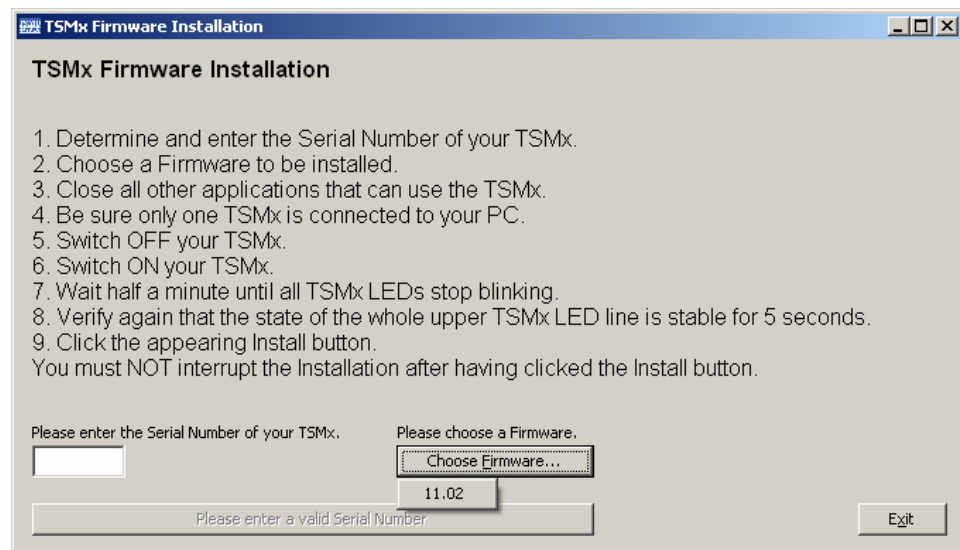 TSMx Firmware Installation
TSMx Firmware Installation
1. Determine and enter the Serial Number of your TSMx.
2. Choose a Firmware to be installed.
3. Close all other applications that can use the TSMx.
4. Be sure only one TSMx is connected to your PC.
5. Switch OFF your TSMx.
6. Switch ON your TSMx.
7. Wait half a minute until all TSMx LEDs stop blinking.
8. Verify again that the state of the whole upper TSMx LED line is stable for 5 seconds.
9. Click the appearing Install button.
You must NOT interrupt the Installation after having clicked the Install button.
Please enter the Serial Number of your TSMx. Please choose a Firmware.
Choose Firmware...
11.02
Please enter a valid Serial Number Exit